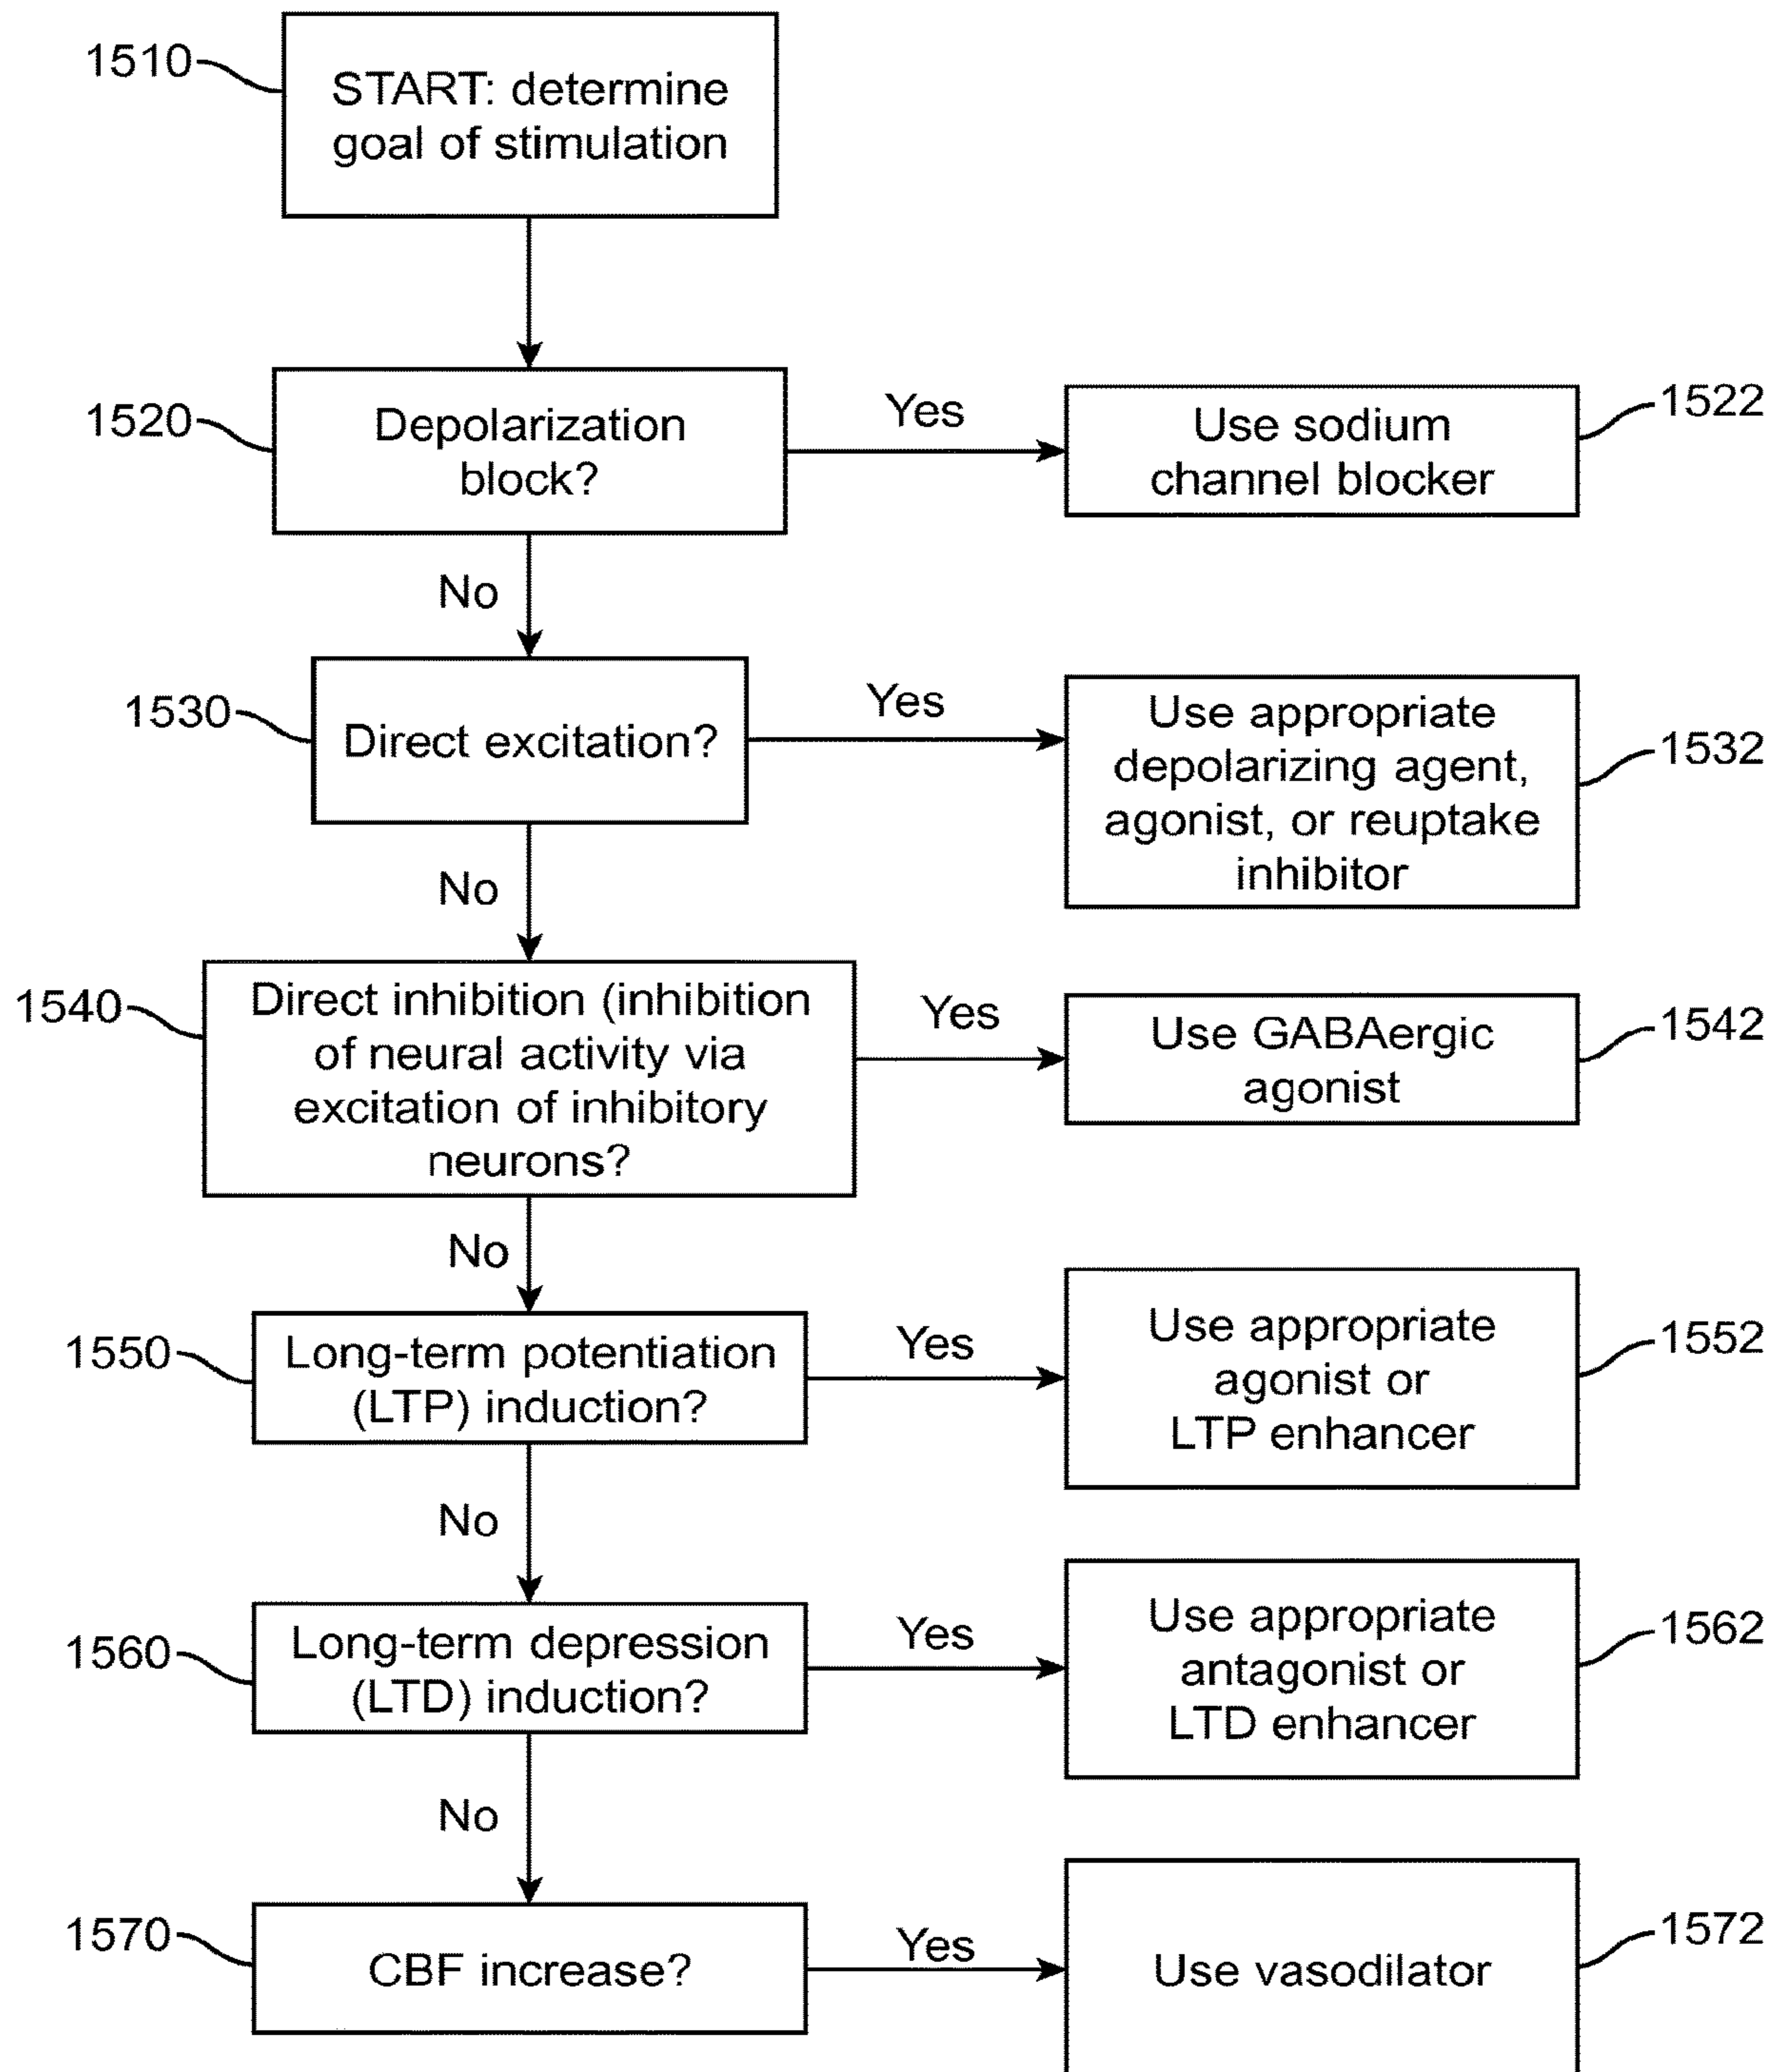 1510
START: determine
goal of stimulation
1520
Depolarization
block?
Yes
Use sodium
channel blocker
1522
No
1530
Direct excitation?
Yes
Use appropriate
depolarizing agent,
agonist, or reuptake
inhibitor
1532
No
1540
Direct inhibition (inhibition
of neural activity via
excitation of inhibitory
neurons?
Yes
Use GABAergic
agonist
1542
No
1550
Long-term potentiation
(LTP) induction?
Yes
Use appropriate
agonist or
LTP enhancer
1552
No
1560
Long-term depression
(LTD) induction?
Yes
Use appropriate
antagonist or
LTD enhancer
1562
No
1570
CBF increase?
Yes
Use vasodilator
1572